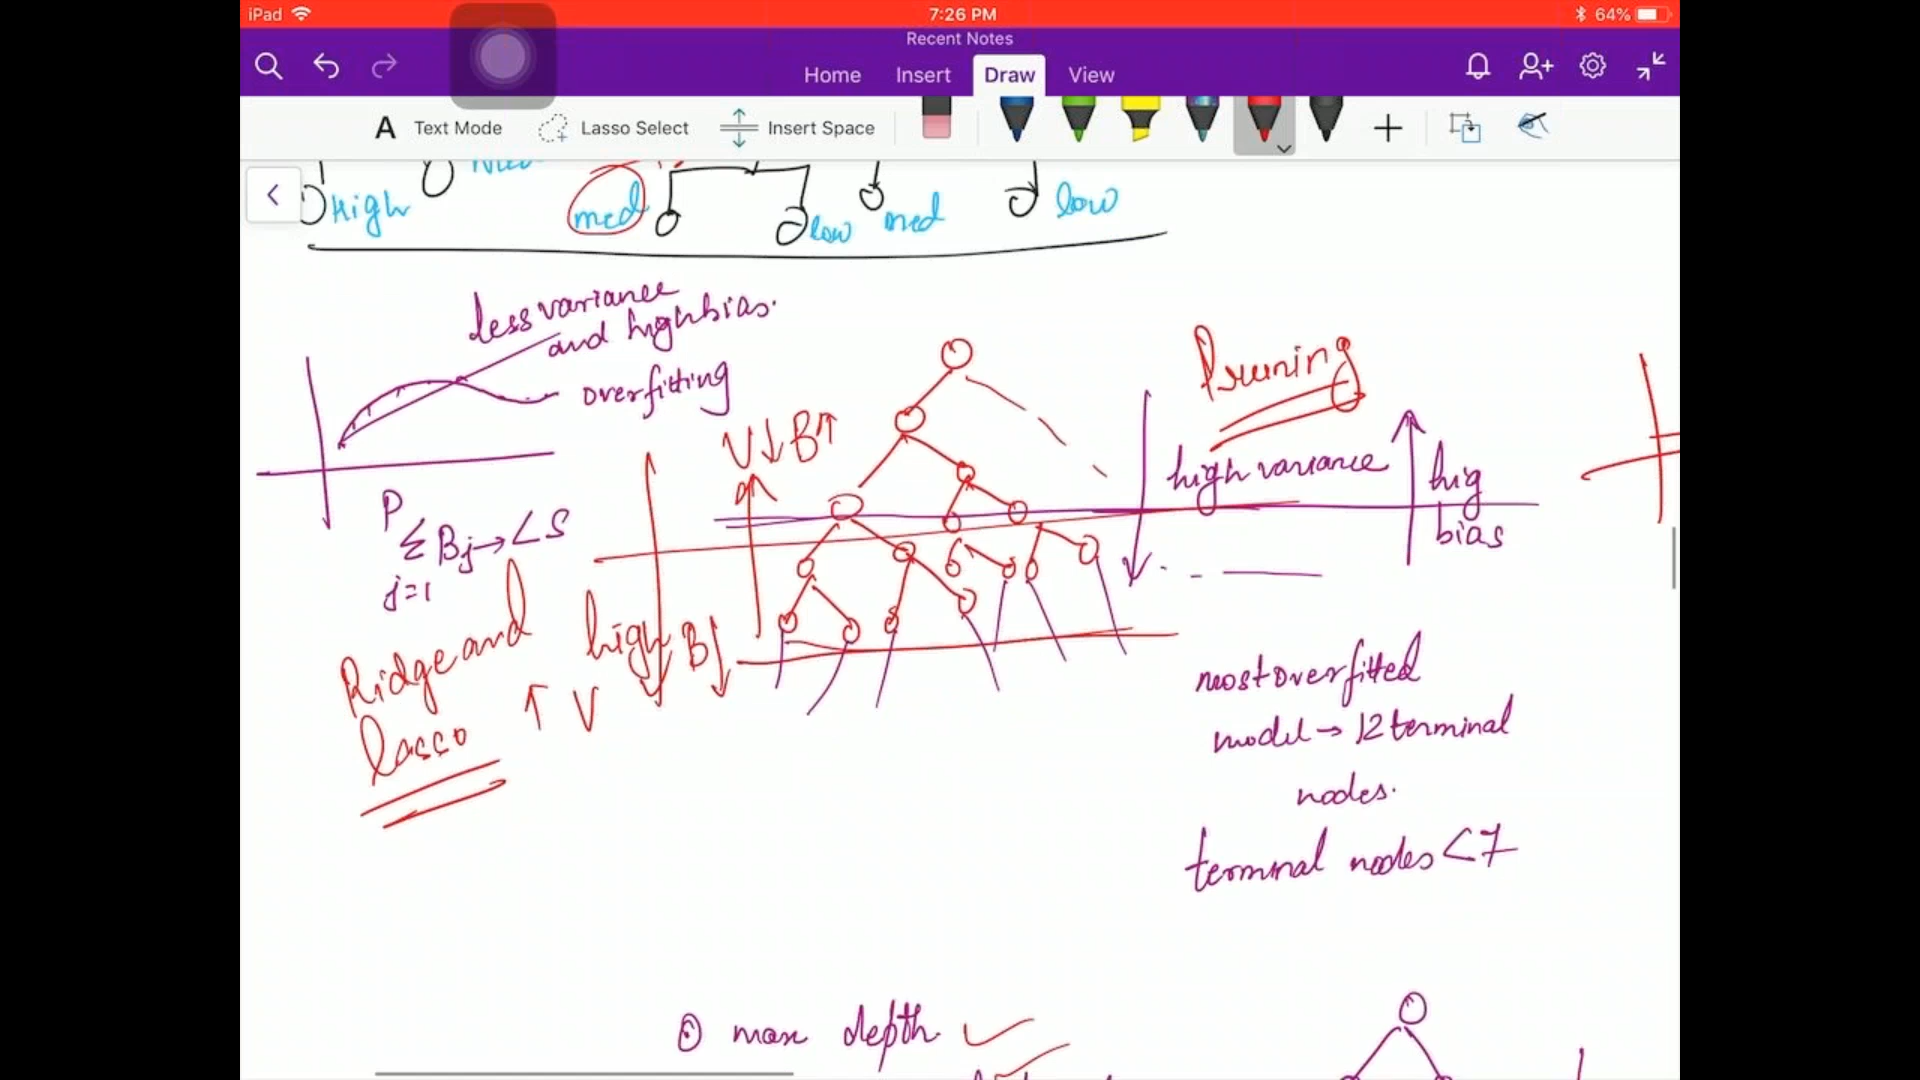 iPad 7:26 PM 64%
Recent Notes
Home Insert Draw View
A Text Mode Lasso Select Insert Space
High med low med low
less variance
and high bias.
overfitting
P
Σ Bj → < S
j=1
Ridge and
lasso
V↓ B↑
high B↓
↑ V
Pruning
high variance
hig
bias
most overfitted
model → 12 terminal
nodes.
terminal nodes < 7
max depth